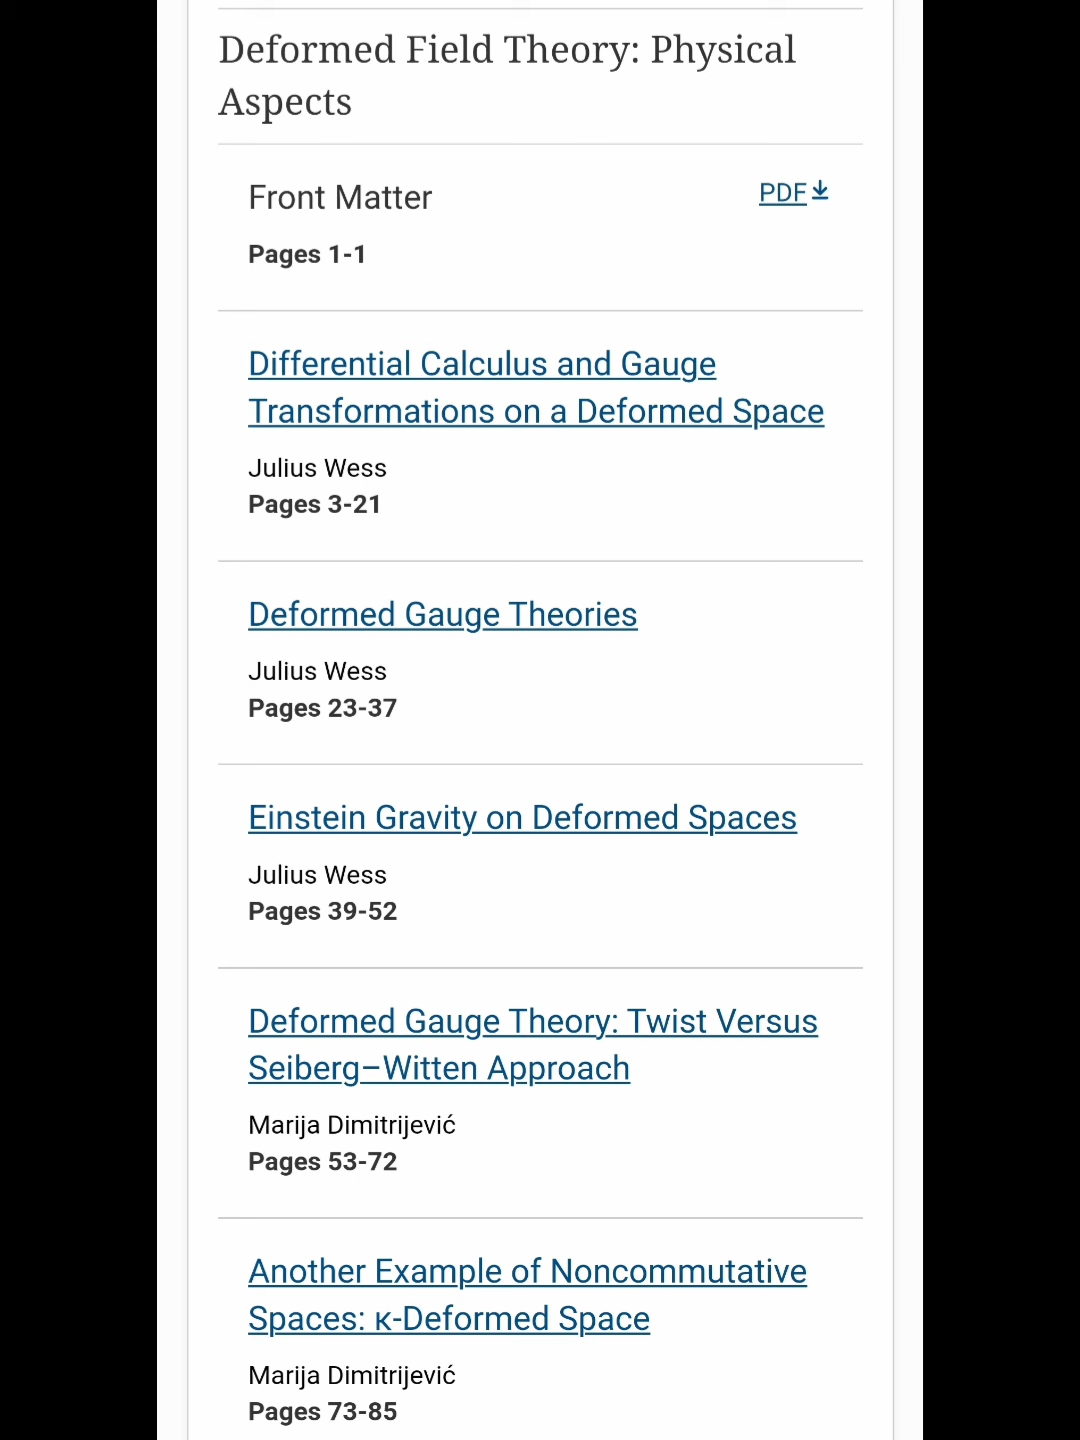 Deformed Field Theory: Physical
Aspects
Front Matter
PDF
Pages 1-1
Differential Calculus and Gauge
Transformations on a Deformed Space
Julius Wess
Pages 3-21
Deformed Gauge Theories
Julius Wess
Pages 23-37
Einstein Gravity on Deformed Spaces
Julius Wess
Pages 39-52
Deformed Gauge Theory: Twist Versus
Seiberg–Witten Approach
Marija Dimitrijević
Pages 53-72
Another Example of Noncommutative
Spaces: κ-Deformed Space
Marija Dimitrijević
Pages 73-85